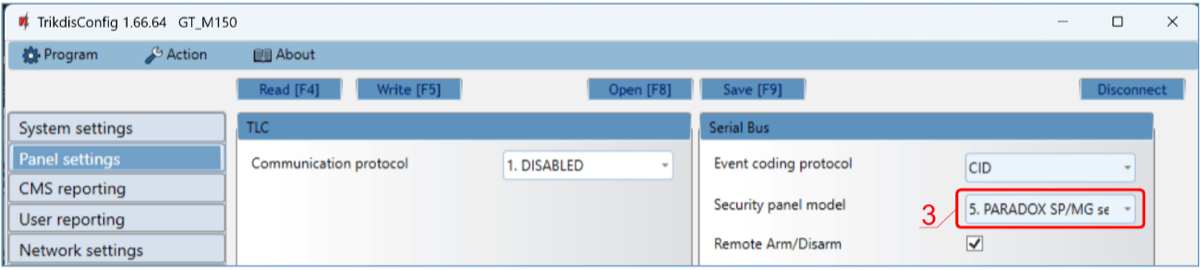 TrikdisConfig 1.66.64 GT_M150
Program Action About
Read [F4] Write [F5] Open [F8] Save [F9] Disconnect
System settings
Panel settings
CMS reporting
User reporting
Network settings
TLC
Communication protocol 1. DISABLED
Serial Bus
Event coding protocol CID
Security panel model 5. PARADOX SP/MG se
3
Remote Arm/Disarm